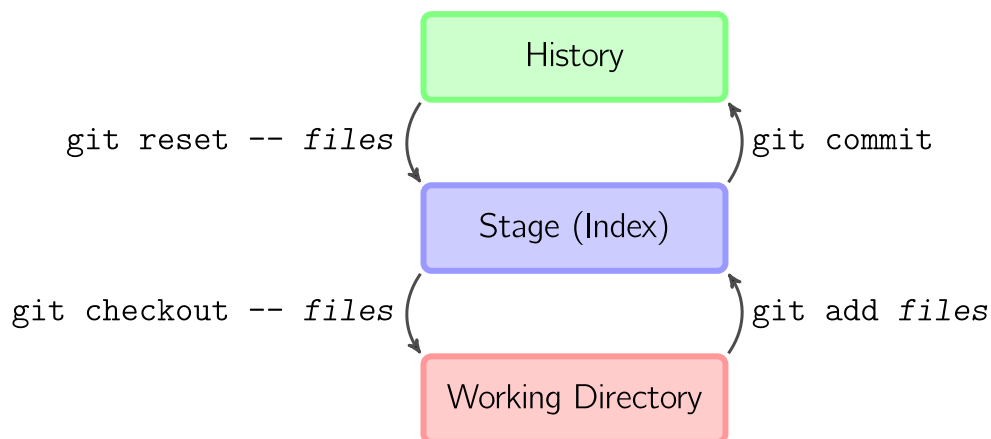 History
git reset -- files
git commit
Stage (Index)
git checkout -- files
git add files
Working Directory